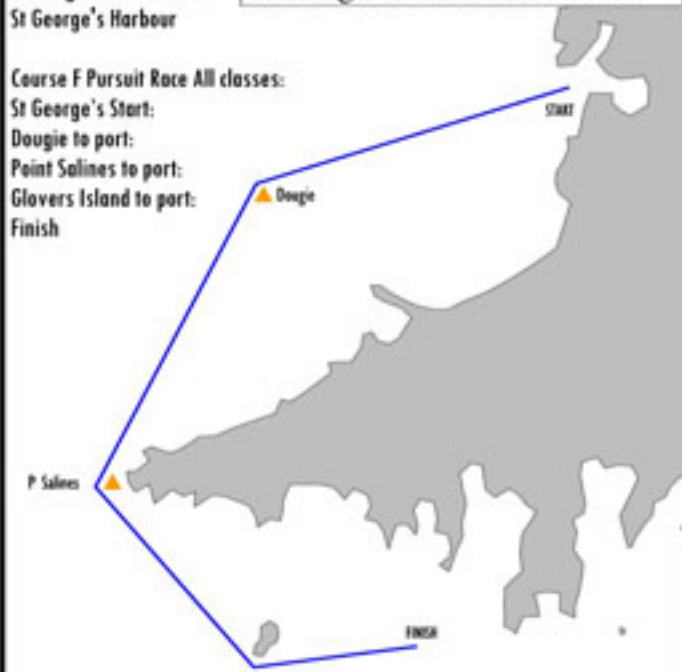 St George's Harbour
Course F Pursuit Race All classes:
St George's Start:
Dougie to port:
Point Salines to port:
Glovers Island to port:
Finish
START
Dougie
P Salines
FINISH